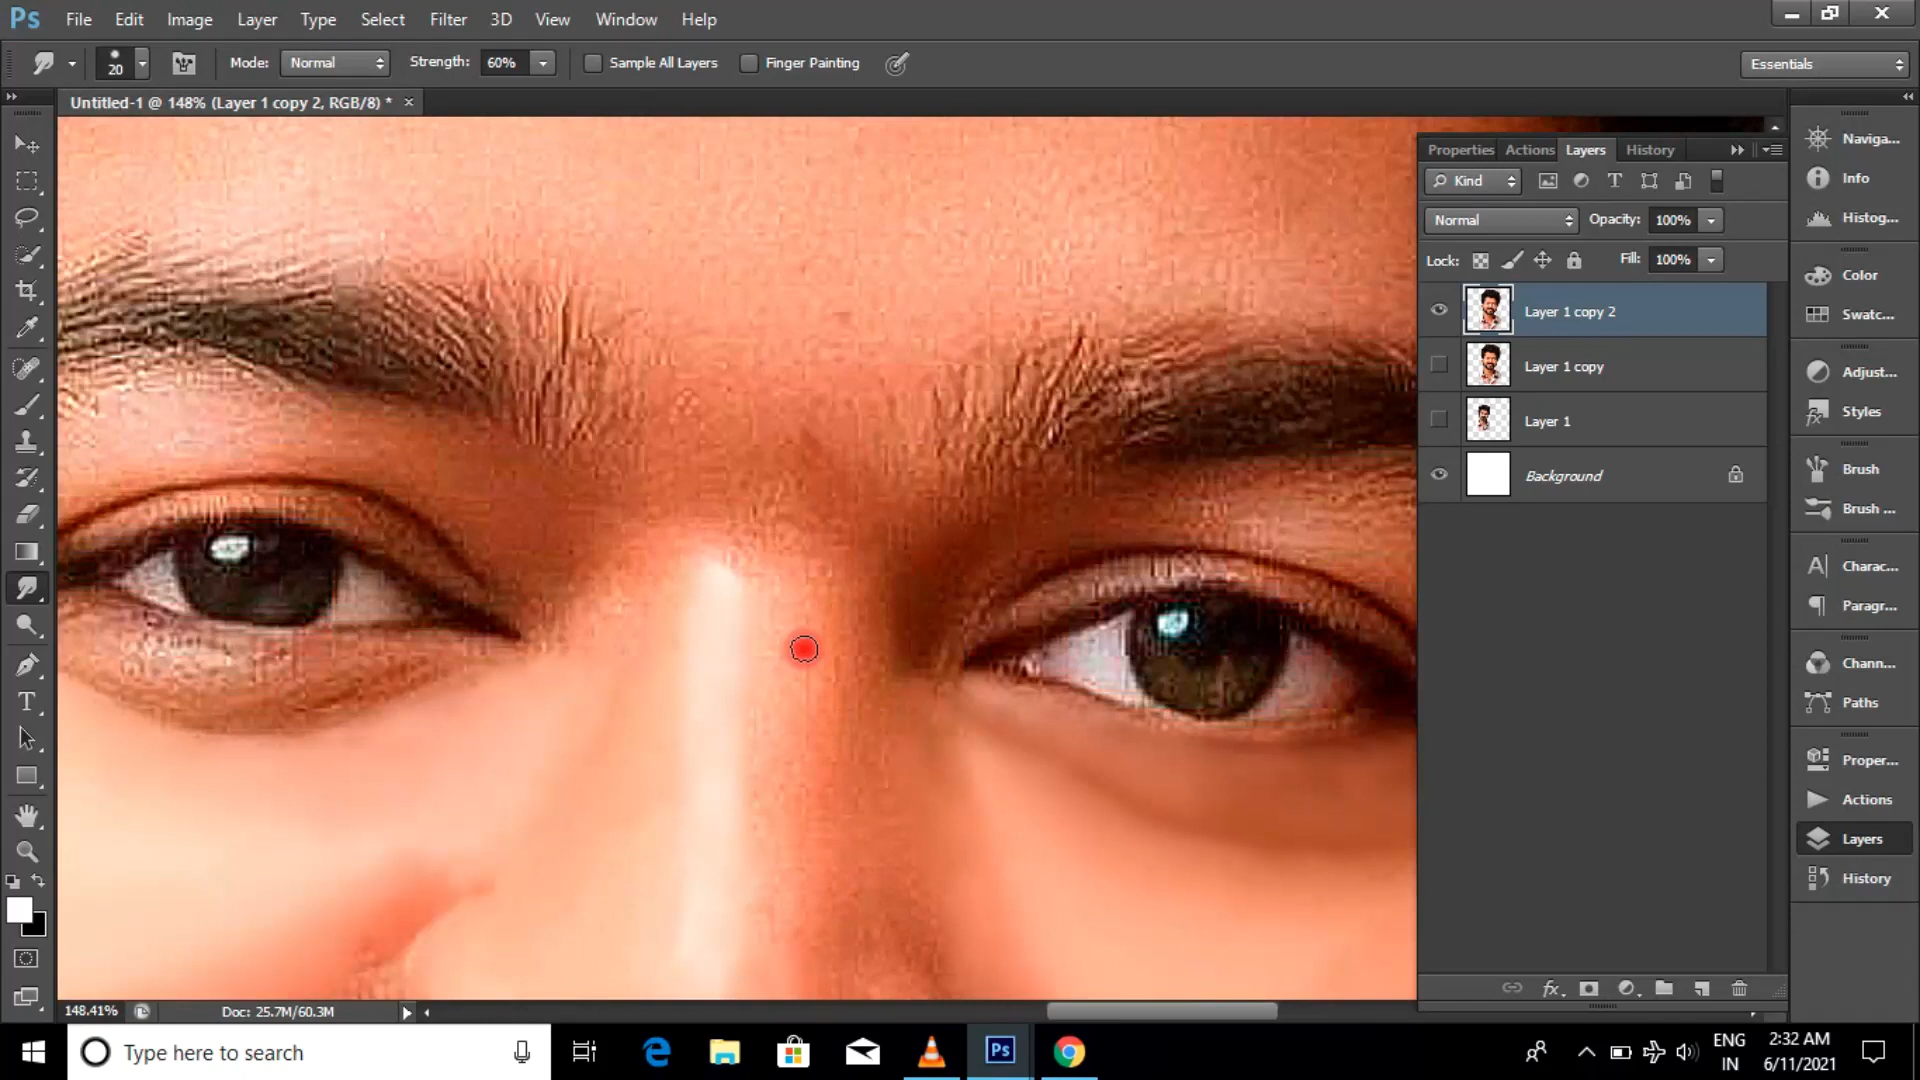 Ps File Edit Image Layer Type Select Filter 3D View Window Help
20 Mode: Normal Strength: 60% Sample All Layers Finger Painting Essentials
Untitled-1 @ 148% (Layer 1 copy 2, RGB/8) * ×
Properties Actions Layers History
Kind
Normal Opacity: 100%
Lock: Fill: 100%
Layer 1 copy 2
Layer 1 copy
Layer 1
Background
Naviga...
Info
Histog...
Color
Swatc...
Adjust...
Styles
Brush
Brush ...
Charac...
Paragr...
Chann...
Paths
Proper...
Actions
Layers
History
148.41% Doc: 25.7M/60.3M
Type here to search
Ps
ENG
IN
2:32 AM
6/11/2021